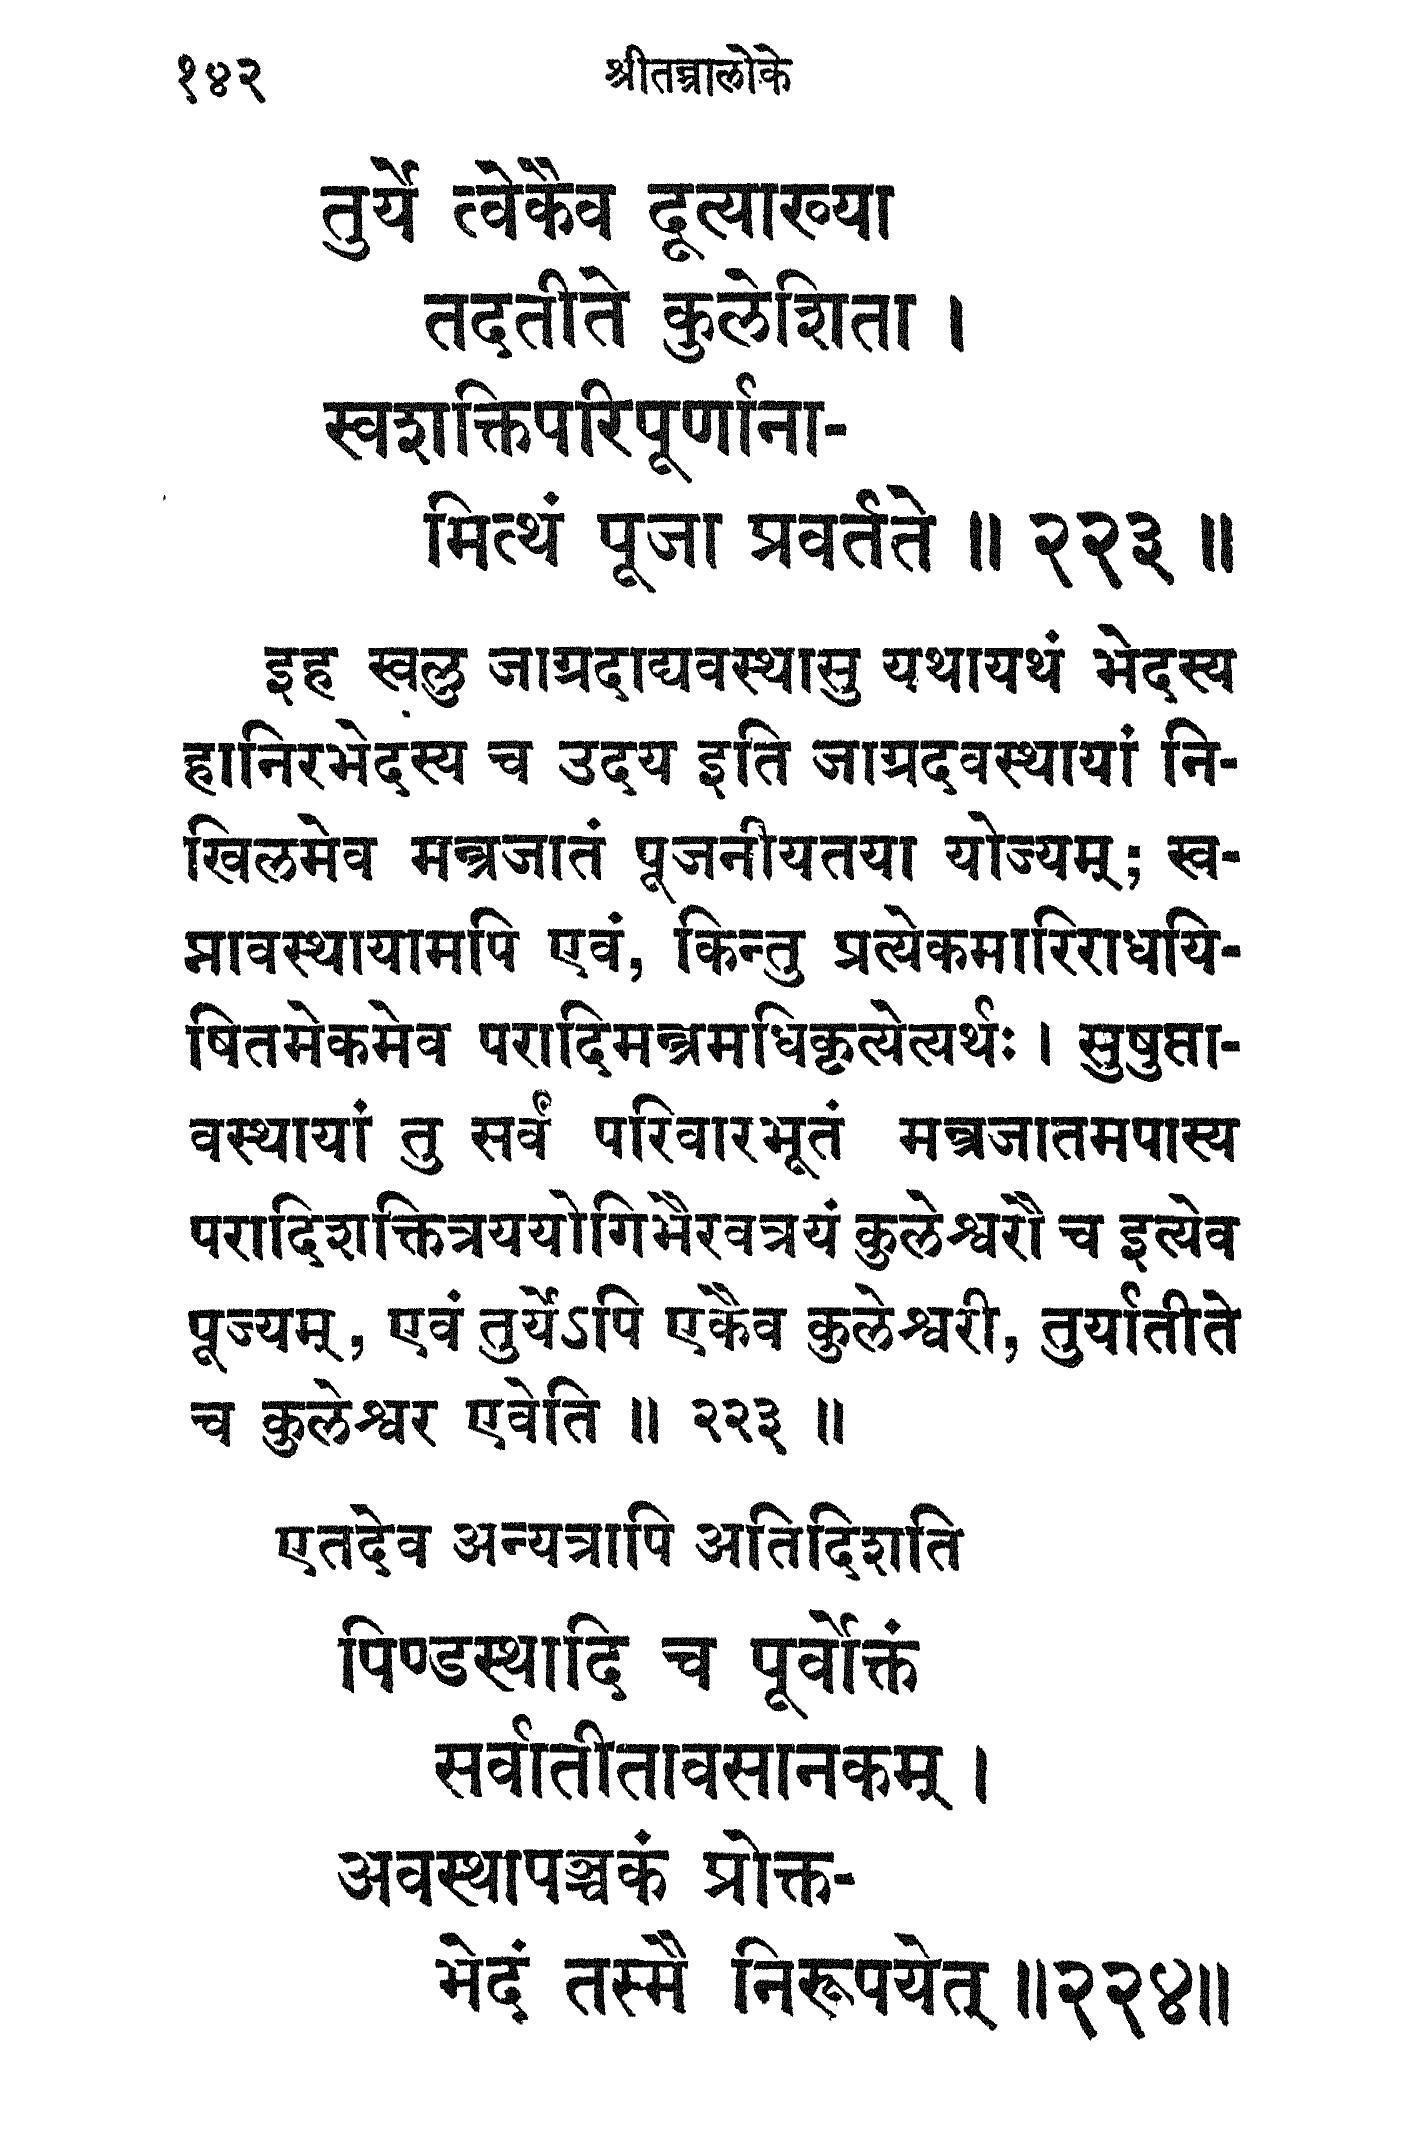 १४२ श्रीतन्त्रालोके
तुर्ये त्वेकैव दूत्याख्या
तदतीते कुलेशिता ।
स्वशक्तिपरिपूर्णाना-
मित्थं पूजा प्रवर्तते ॥ २२३ ॥
इह खलु जाग्रदाद्यवस्थासु यथायथं भेदस्य
हानिरभेदस्य च उदय इति जाग्रदवस्थायां नि-
खिलमेव मन्त्रजातं पूजनीयतया योज्यम्; स्व-
प्नावस्थायामपि एवं, किन्तु प्रत्येकमारिराधयि-
षितमेकमेव परादिमन्त्रमधिकृत्येत्यर्थः । सुषुप्ता-
वस्थायां तु सर्वं परिवारभूतं मन्त्रजातमपास्य
परादिशक्तित्रययोगिभैरवत्रयं कुलेश्वरौ च इत्येव
पूज्यम्, एवं तुर्येऽपि एकैव कुलेश्वरी, तुर्यातीते
च कुलेश्वर एवेति ॥ २२३ ॥
एतदेव अन्यत्रापि अतिदिशति
पिण्डस्थादि च पूर्वोक्तं
सर्वातीतावसानकम् ।
अवस्थापञ्चकं प्रोक्त-
भेदं तस्मै निरूपयेत् ॥२२४॥